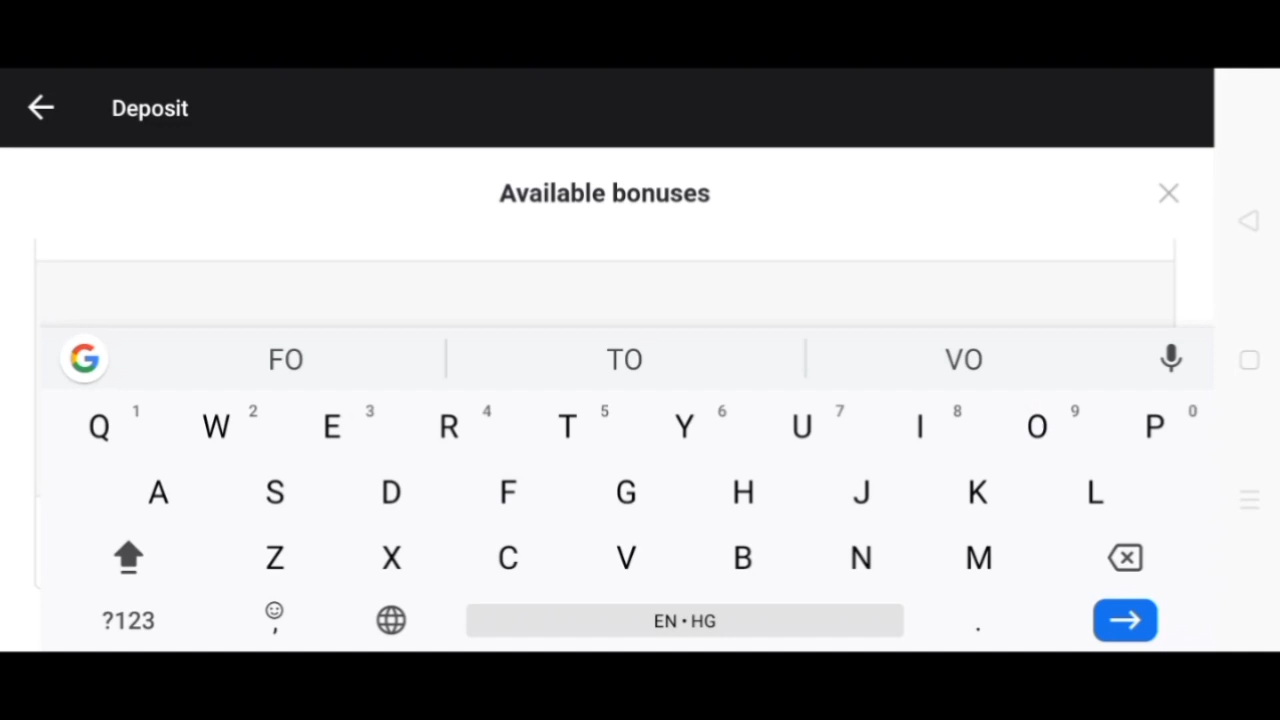 Deposit
Available bonuses
FO TO VO
Q 1 W 2 E 3 R 4 T 5 Y 6 U 7 I 8 O 9 P 0
A S D F G H J K L
Z X C V B N M
?123 , EN • HG .